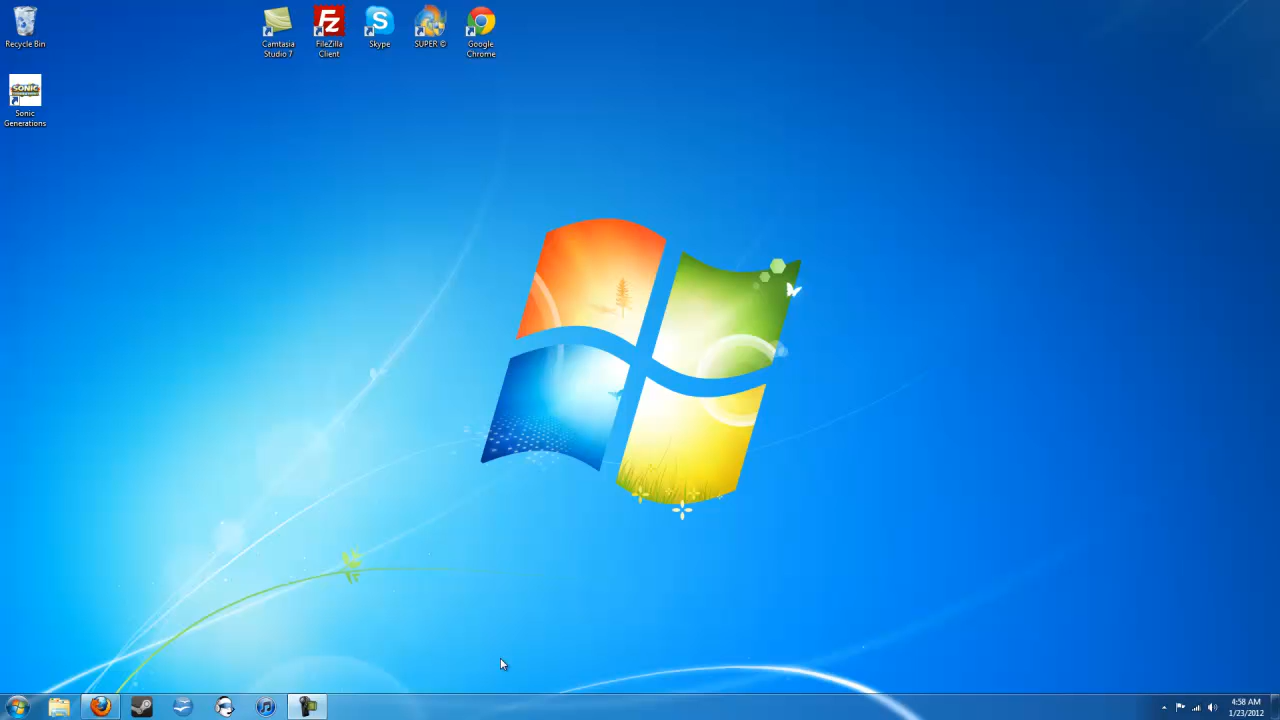 Recycle Bin
Camtasia
Studio 7
FileZilla
Client
Skype
SUPER ©
Google
Chrome
SONIC
Sonic
Generations
4:58 AM
1/23/2012